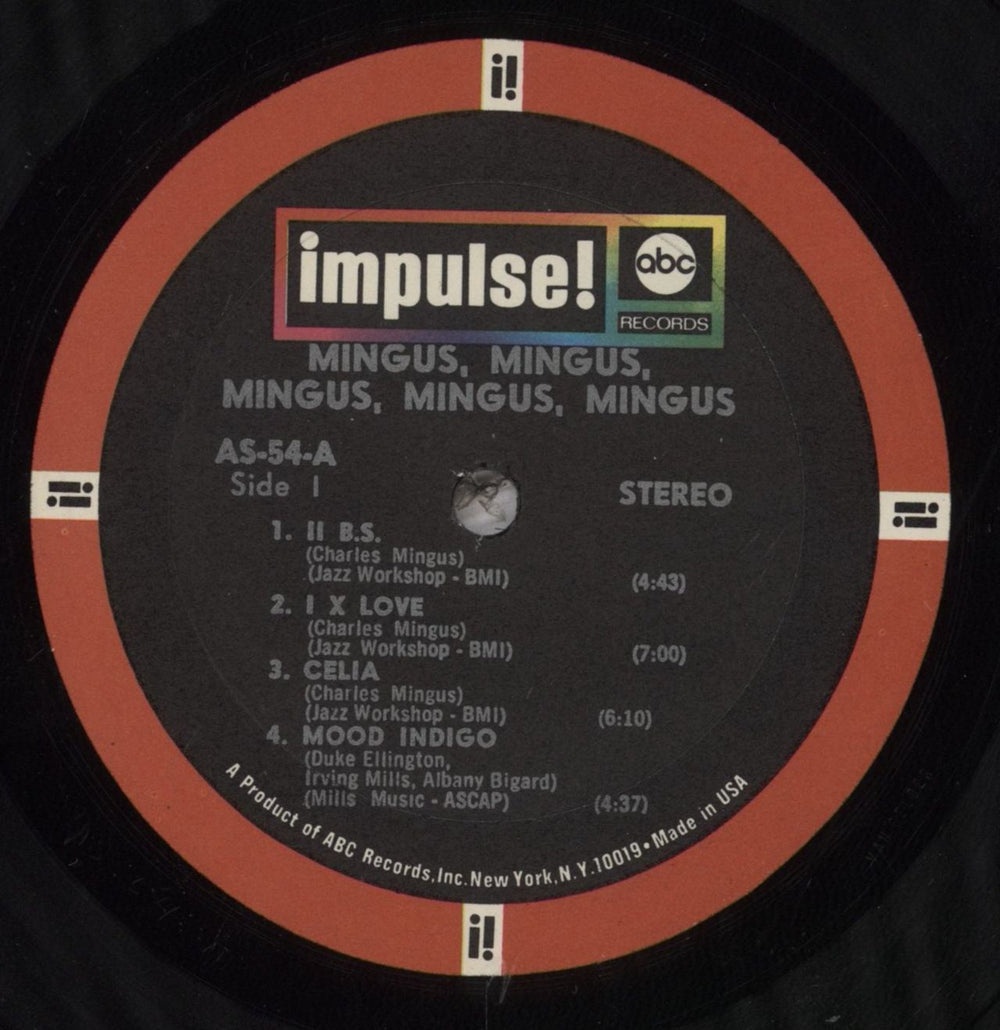 i!
impulse!
abc
RECORDS
MINGUS, MINGUS,
MINGUS, MINGUS, MINGUS
AS-54-A
Side 1
STEREO
1. II B.S.
(Charles Mingus)
(Jazz Workshop - BMI) (4:43)
2. I X LOVE
(Charles Mingus)
(Jazz Workshop - BMI) (7:00)
3. CELIA
(Charles Mingus)
(Jazz Workshop - BMI) (6:10)
4. MOOD INDIGO
(Duke Ellington,
Irving Mills, Albany Bigard)
(Mills Music - ASCAP) (4:37)
A Product of ABC Records, Inc. New York, N.Y. 10019 • Made in USA
i!
i!
i!